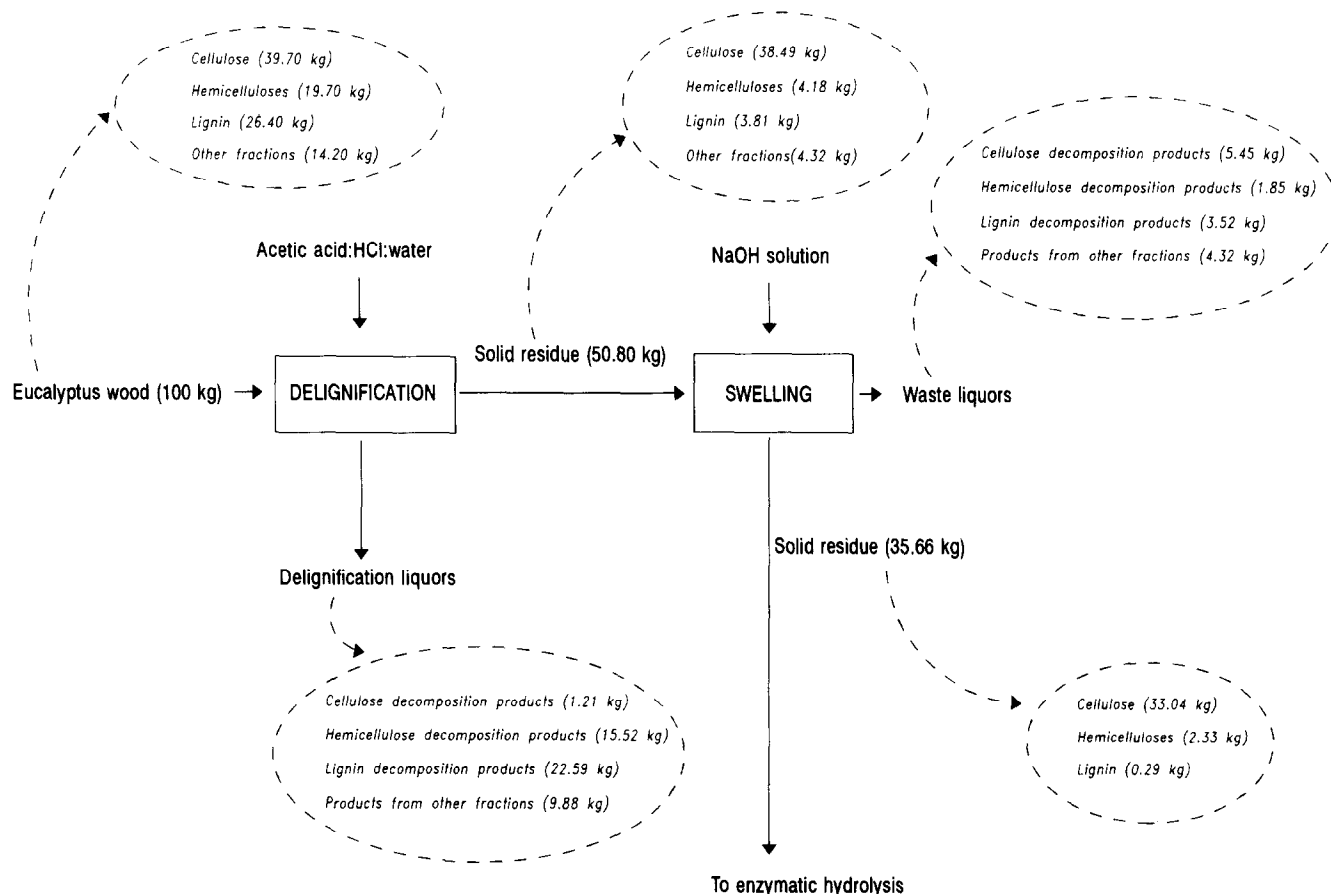 Cellulose (39.70 kg)
Hemicelluloses (19.70 kg)
Lignin (26.40 kg)
Other fractions (14.20 kg)
Cellulose (38.49 kg)
Hemicelluloses (4.18 kg)
Lignin (3.81 kg)
Other fractions(4.32 kg)
Cellulose decomposition products (5.45 kg)
Hemicellulose decomposition products (1.85 kg)
Lignin decomposition products (3.52 kg)
Products from other fractions (4.32 kg)
Acetic acid:HCl:water
NaOH solution
Eucalyptus wood (100 kg)
DELIGNIFICATION
Solid residue (50.80 kg)
SWELLING
Waste liquors
Delignification liquors
Solid residue (35.66 kg)
Cellulose decomposition products (1.21 kg)
Hemicellulose decomposition products (15.52 kg)
Lignin decomposition products (22.59 kg)
Products from other fractions (9.88 kg)
Cellulose (33.04 kg)
Hemicelluloses (2.33 kg)
Lignin (0.29 kg)
To enzymatic hydrolysis